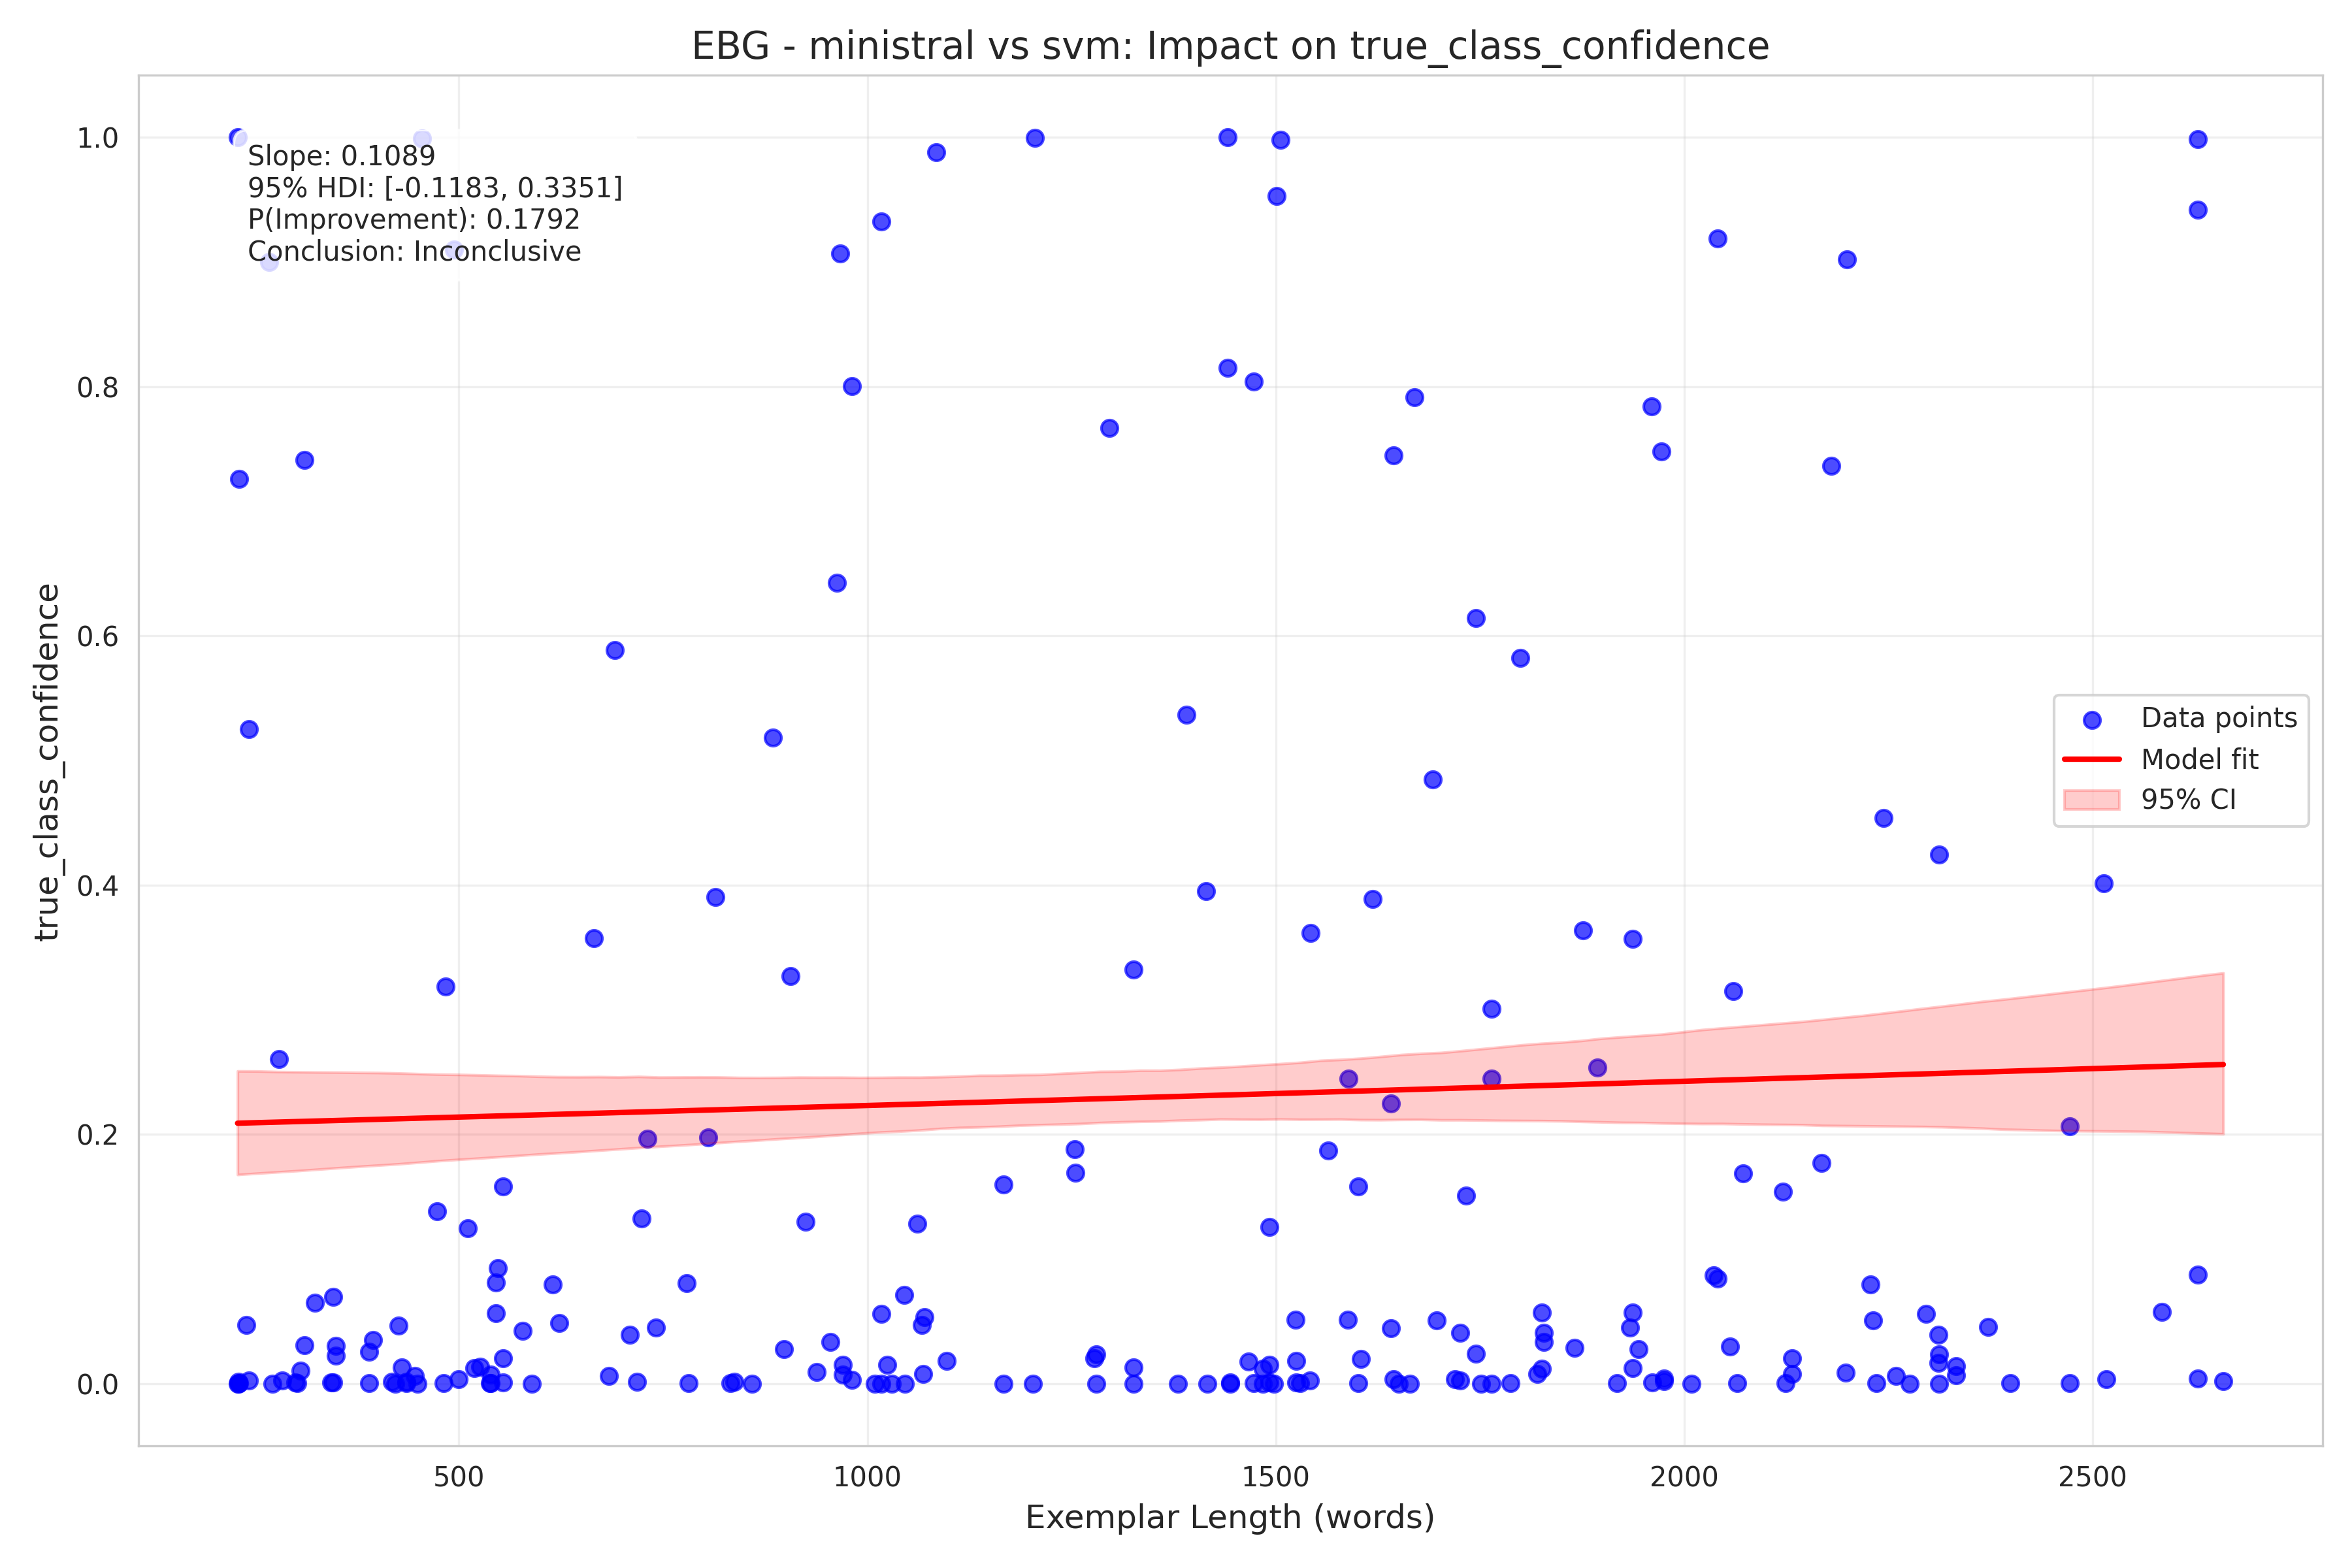 EBG - ministral vs svm: Impact on true_class_confidence
Slope: 0.1089
95% HDI: [-0.1183, 0.3351]
P(Improvement): 0.1792
Conclusion: Inconclusive
true_class_confidence
1.0
0.8
0.6
0.4
0.2
0.0
Data points
Model fit
95% CI
500
1000
1500
2000
2500
Exemplar Length (words)